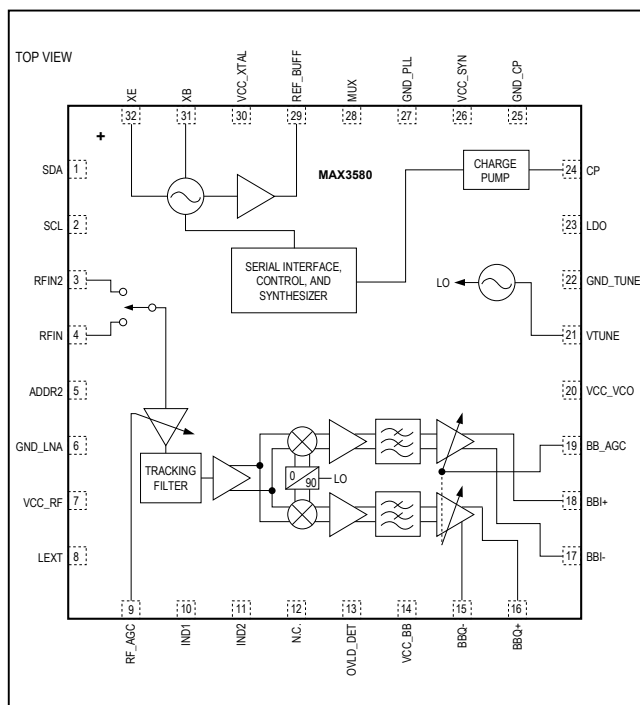 TOP VIEW
XE
XB
VCC_XTAL
REF_BUFF
MUX
GND_PLL
VCC_SYN
GND_CP
32
31
30
29
28
27
26
25
+
MAX3580
SDA
1
SCL
2
RFIN2
3
RFIN
4
ADDR2
5
GND_LNA
6
VCC_RF
7
LEXT
8
CHARGE
PUMP
SERIAL INTERFACE,
CONTROL, AND
SYNTHESIZER
LO
TRACKING
FILTER
0
90
LO
24
CP
23
LDO
22
GND_TUNE
21
VTUNE
20
VCC_VCO
19
BB_AGC
18
BBI+
17
BBI-
9
10
11
12
13
14
15
16
RF_AGC
IND1
IND2
N.C.
OVLD_DET
VCC_BB
BBQ-
BBQ+